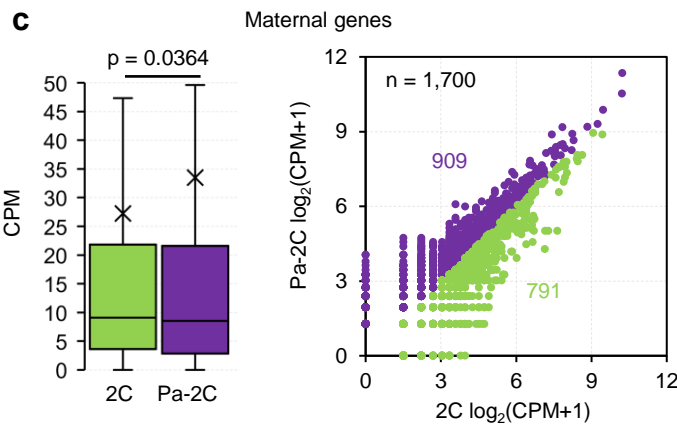 c
Maternal genes
p = 0.0364
50
45
40
35
30
25
20
15
10
5
0
CPM
2C
Pa-2C
12
9
6
3
0
Pa-2C log₂(CPM+1)
n = 1,700
909
791
0
3
6
9
12
2C log₂(CPM+1)